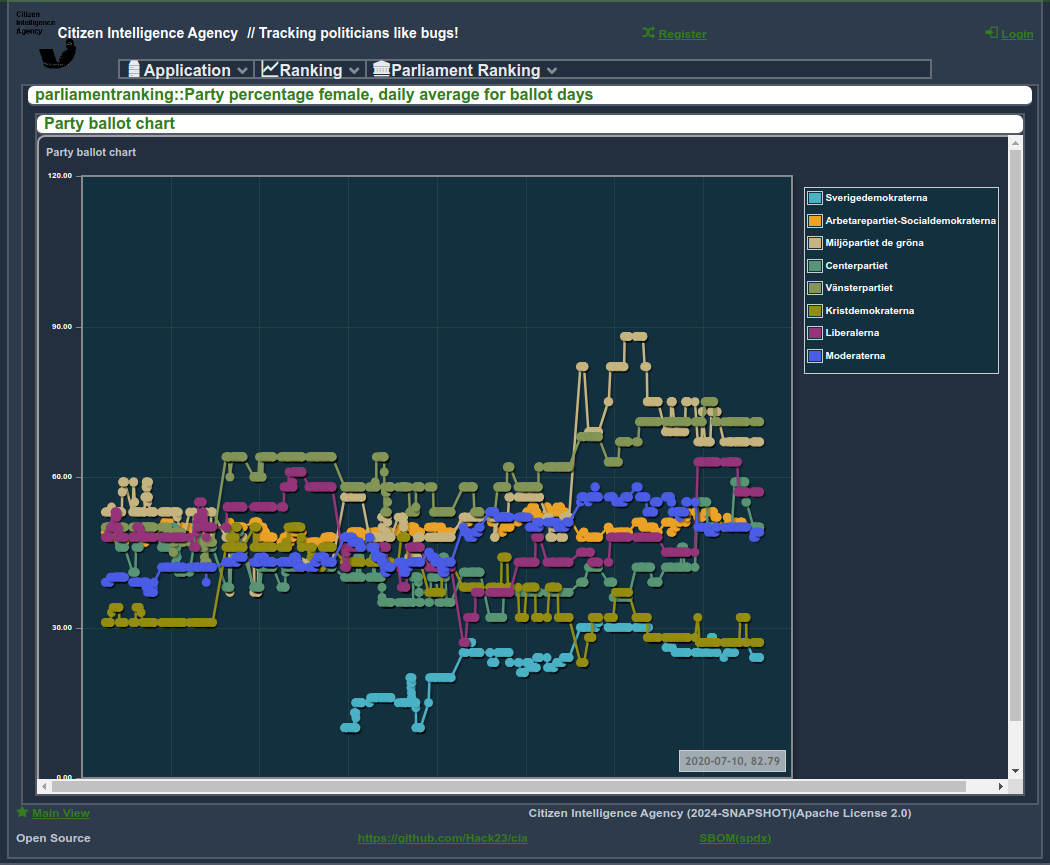 Citizen
Intelligence
Agency
Citizen Intelligence Agency // Tracking politicians like bugs!
Register
Login
Application
Ranking
Parliament Ranking
parliamentranking::Party percentage female, daily average for ballot days
Party ballot chart
Party ballot chart
120.00
90.00
60.00
30.00
0.00
Sverigedemokraterna
Arbetarepartiet-Socialdemokraterna
Miljöpartiet de gröna
Centerpartiet
Vänsterpartiet
Kristdemokraterna
Liberalerna
Moderaterna
2020-07-10, 82.79
Main View
Citizen Intelligence Agency (2024-SNAPSHOT)(Apache License 2.0)
Open Source
https://github.com/Hack23/cia
SBOM(spdx)